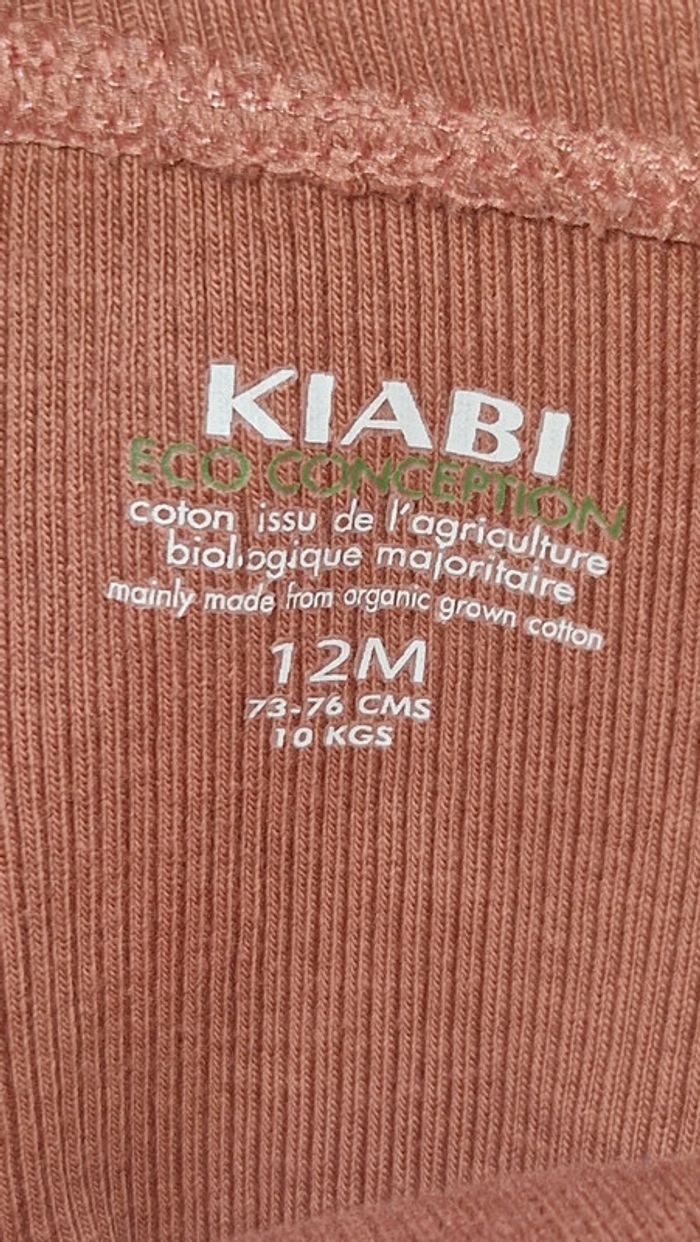 KIABI
ECO CONCEPTION
coton issu de l'agriculture
biologique majoritaire
mainly made from organic grown cotton
12M
73-76 CMS
10 KGS